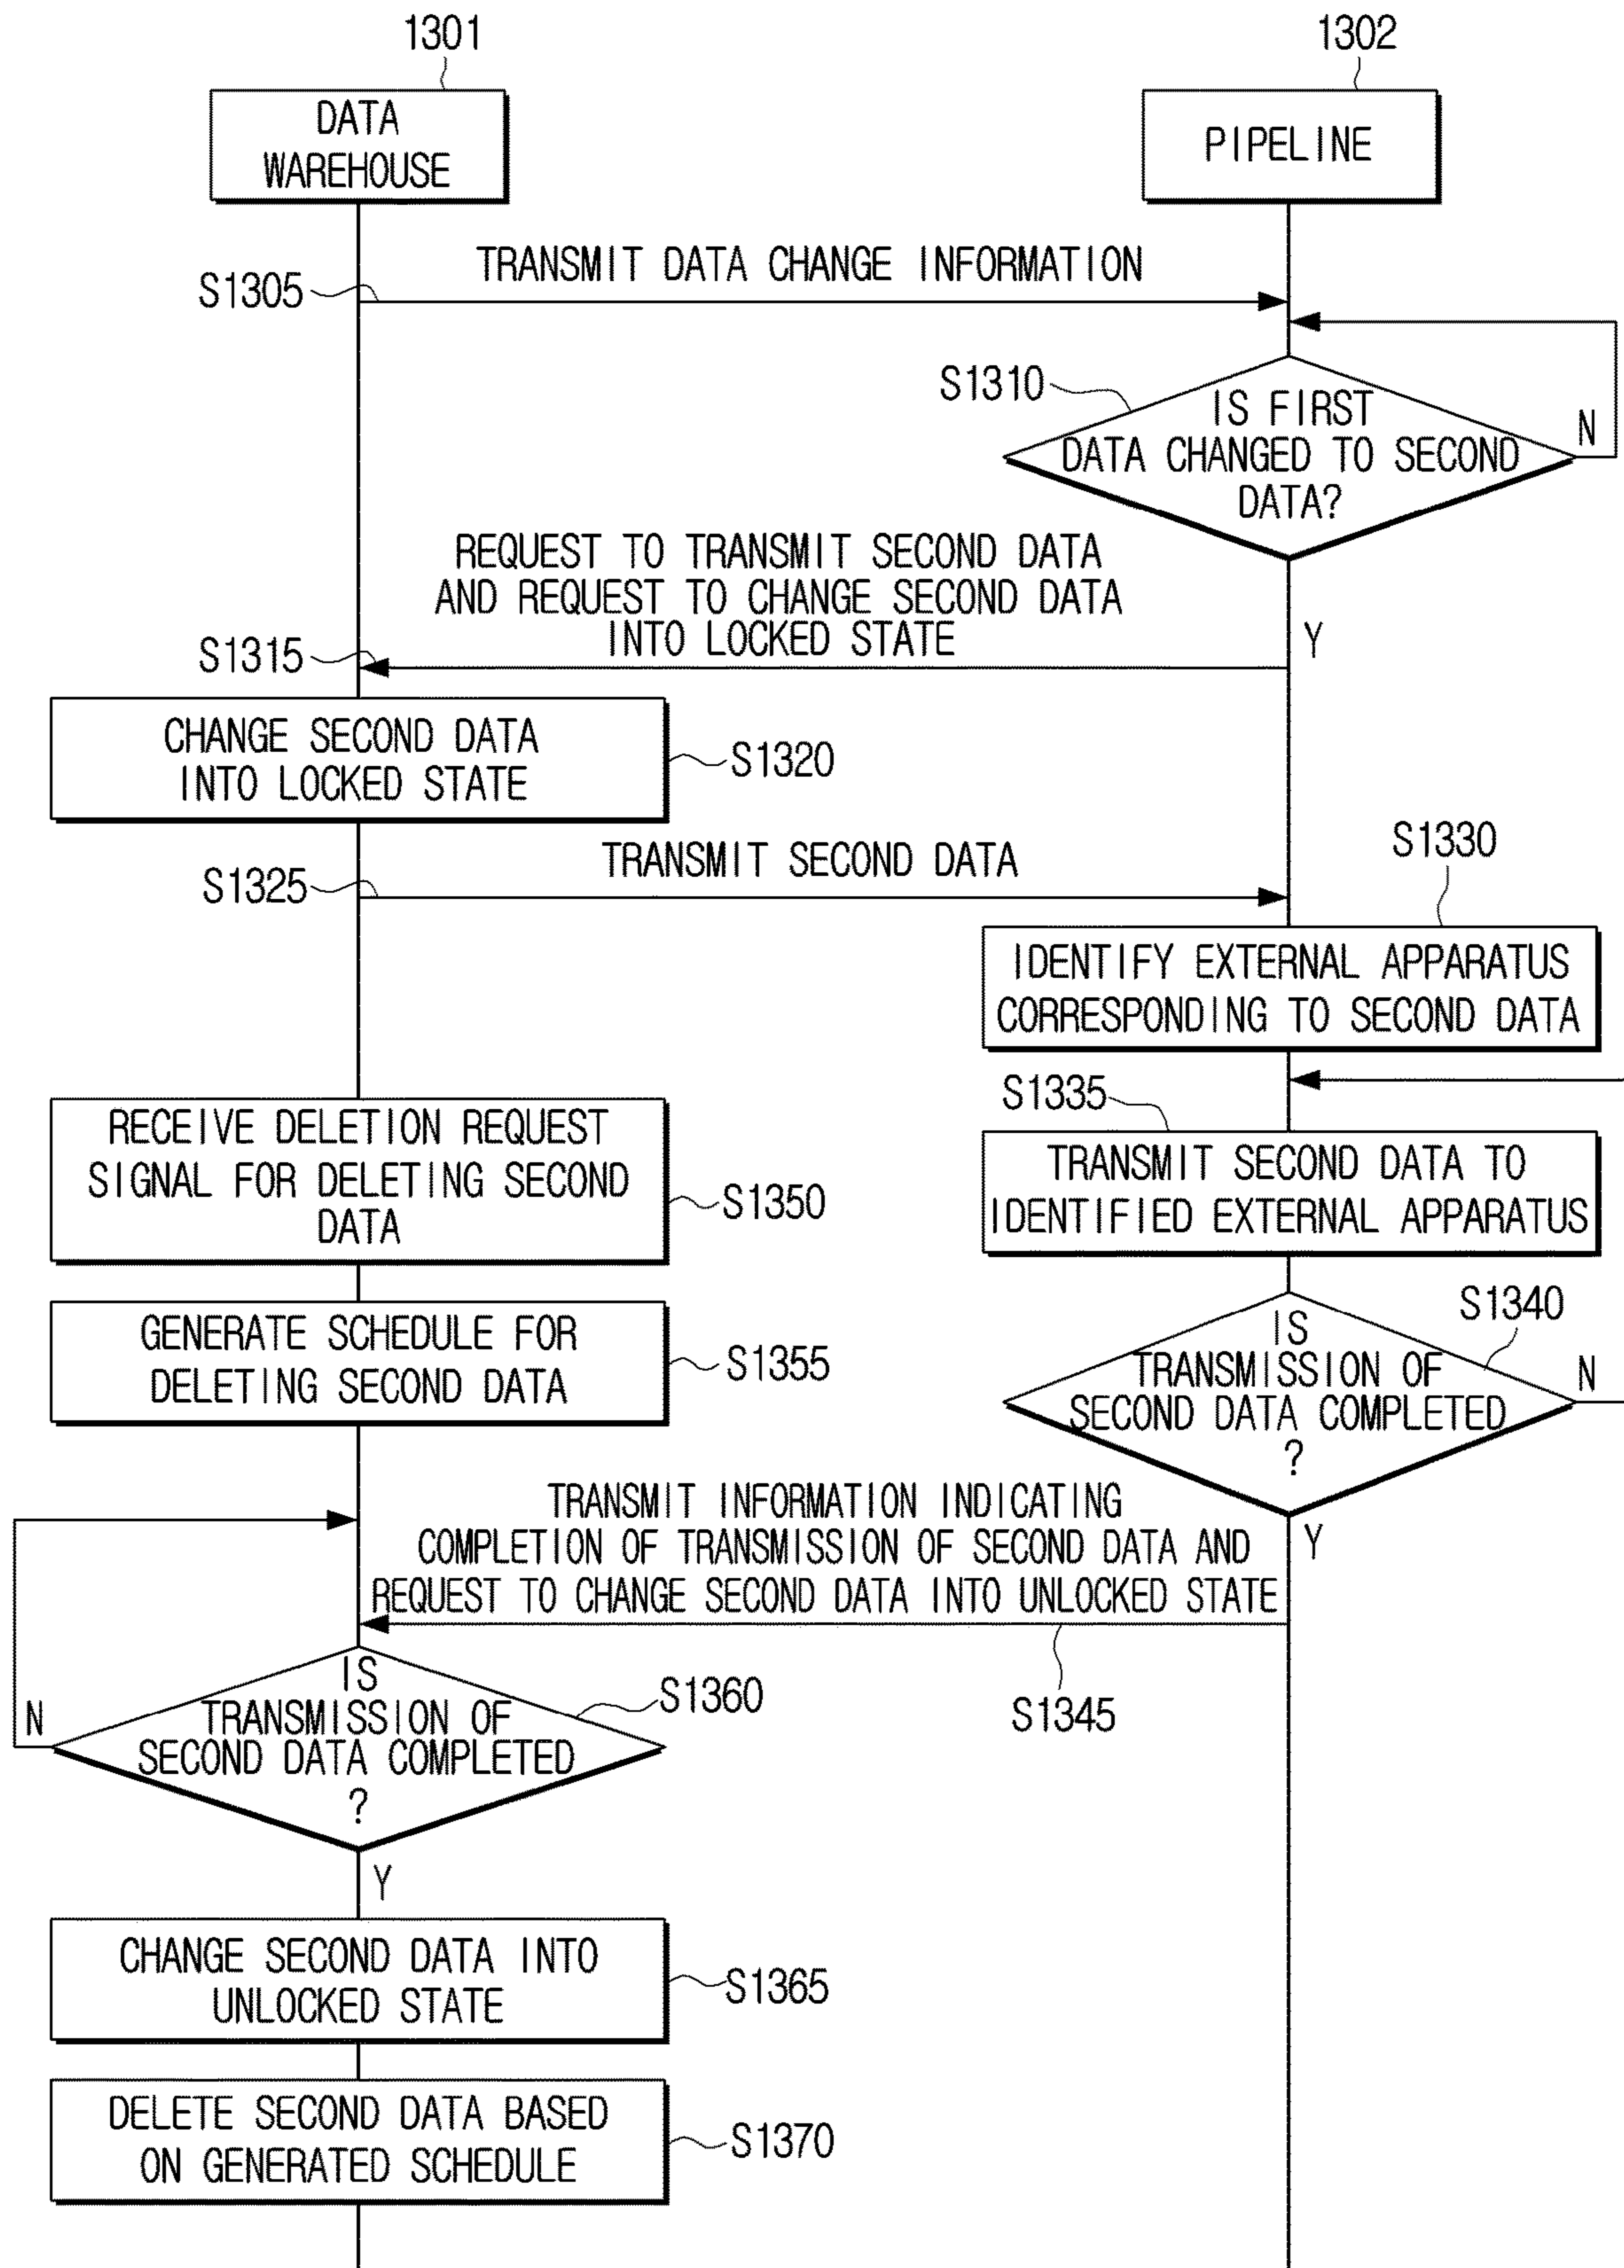 1301
1302
DATA
WAREHOUSE
PIPELINE
TRANSMIT DATA CHANGE INFORMATION
S1305
S1310
IS FIRST
DATA CHANGED TO SECOND
DATA?
N
REQUEST TO TRANSMIT SECOND DATA
AND REQUEST TO CHANGE SECOND DATA
INTO LOCKED STATE
Y
S1315
CHANGE SECOND DATA
INTO LOCKED STATE
S1320
TRANSMIT SECOND DATA
S1325
S1330
IDENTIFY EXTERNAL APPARATUS
CORRESPONDING TO SECOND DATA
S1335
RECEIVE DELETION REQUEST
SIGNAL FOR DELETING SECOND
DATA
S1350
TRANSMIT SECOND DATA TO
IDENTIFIED EXTERNAL APPARATUS
GENERATE SCHEDULE FOR
DELETING SECOND DATA
S1355
S1340
IS
TRANSMISSION OF
SECOND DATA COMPLETED
?
N
Y
TRANSMIT INFORMATION INDICATING
COMPLETION OF TRANSMISSION OF SECOND DATA AND
REQUEST TO CHANGE SECOND DATA INTO UNLOCKED STATE
S1345
IS
TRANSMISSION OF
SECOND DATA COMPLETED
?
S1360
N
Y
CHANGE SECOND DATA INTO
UNLOCKED STATE
S1365
DELETE SECOND DATA BASED
ON GENERATED SCHEDULE
S1370